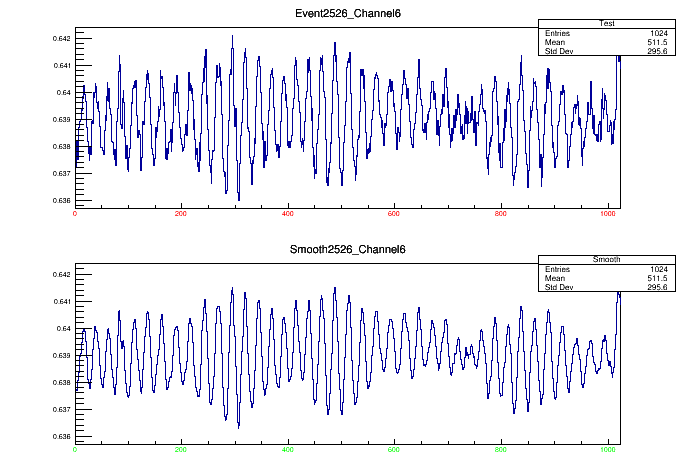 Event2526_Channel6
Test
Entries 1024
Mean 511.5
Std Dev 295.6
0.642
0.641
0.64
0.639
0.638
0.637
0.636
0 200 400 600 800 1000
Smooth2526_Channel6
Smooth
Entries 1024
Mean 511.5
Std Dev 295.6
0.642
0.641
0.64
0.639
0.638
0.637
0.636
0 200 400 600 800 1000